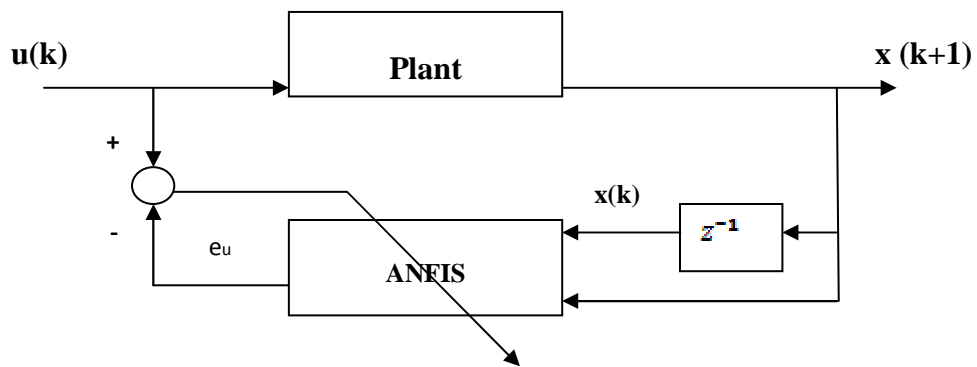 u(k)
Plant
x (k+1)
+
x(k)
z⁻¹
-
eu
ANFIS